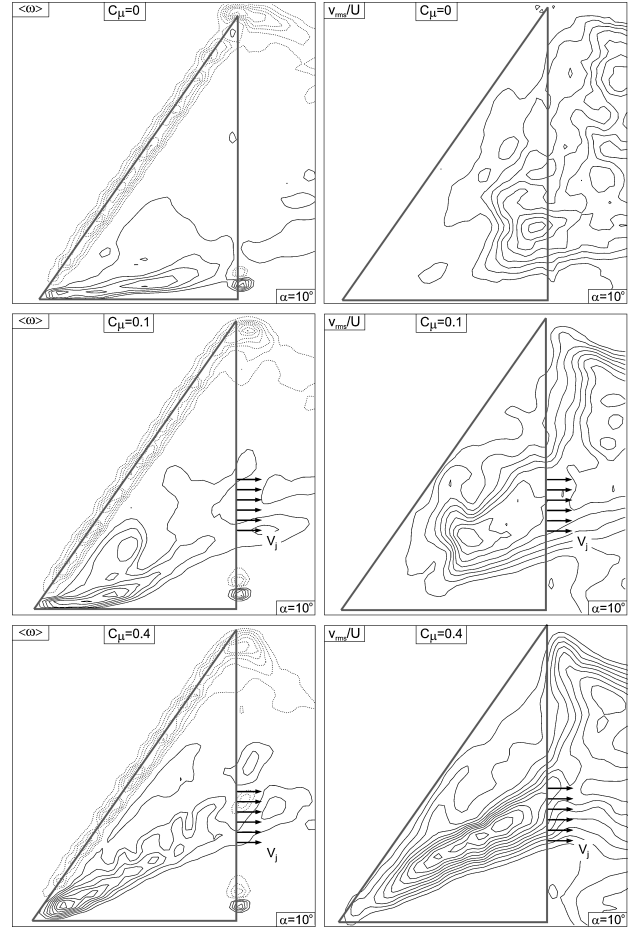 <ω>
Cμ=0
α=10°
vrms/U
Cμ=0
α=10°
<ω>
Cμ=0.1
Vj
α=10°
vrms/U
Cμ=0.1
Vj
α=10°
<ω>
Cμ=0.4
Vj
α=10°
vrms/U
Cμ=0.4
Vj
α=10°